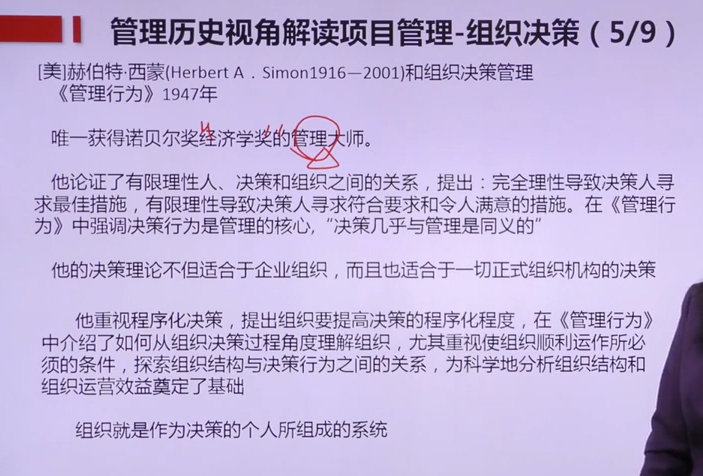 管理历史视角解读项目管理-组织决策（5/9）
[美]赫伯特·西蒙(Herbert A．Simon1916—2001)和组织决策管理
《管理行为》1947年
唯一获得诺贝尔奖经济学奖的管理大师。
他论证了有限理性人、决策和组织之间的关系，提出：完全理性导致决策人寻
求最佳措施，有限理性导致决策人寻求符合要求和令人满意的措施。在《管理行
为》中强调决策行为是管理的核心,“决策几乎与管理是同义的”
他的决策理论不但适合于企业组织，而且也适合于一切正式组织机构的决策
他重视程序化决策，提出组织要提高决策的程序化程度，在《管理行为》
中介绍了如何从组织决策过程角度理解组织，尤其重视使组织顺利运作所必
须的条件，探索组织结构与决策行为之间的关系，为科学地分析组织结构和
组织运营效益奠定了基础
组织就是作为决策的个人所组成的系统